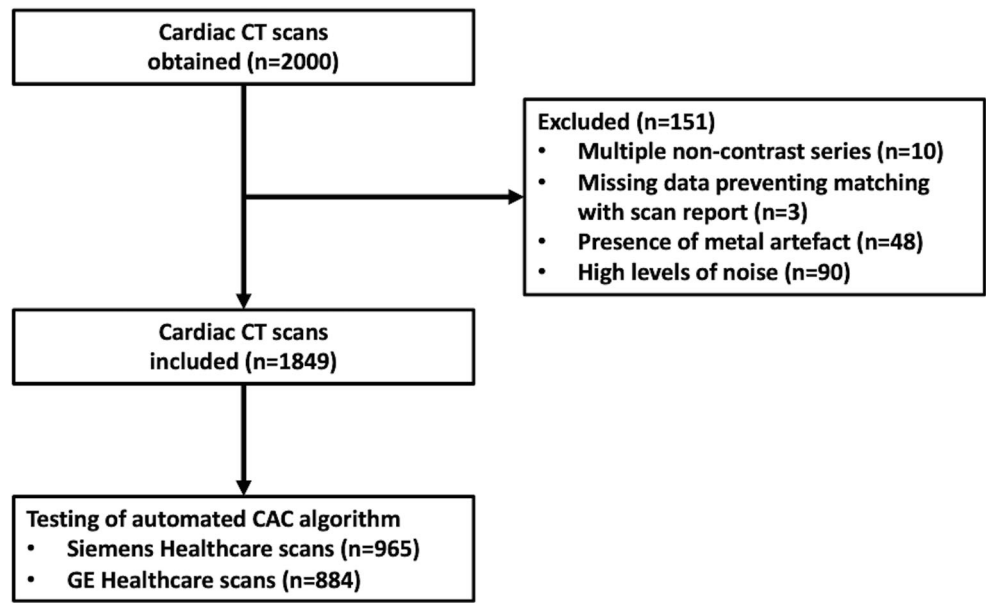 Cardiac CT scans
obtained (n=2000)
Excluded (n=151)
• Multiple non-contrast series (n=10)
• Missing data preventing matching
with scan report (n=3)
• Presence of metal artefact (n=48)
• High levels of noise (n=90)
Cardiac CT scans
included (n=1849)
Testing of automated CAC algorithm
• Siemens Healthcare scans (n=965)
• GE Healthcare scans (n=884)